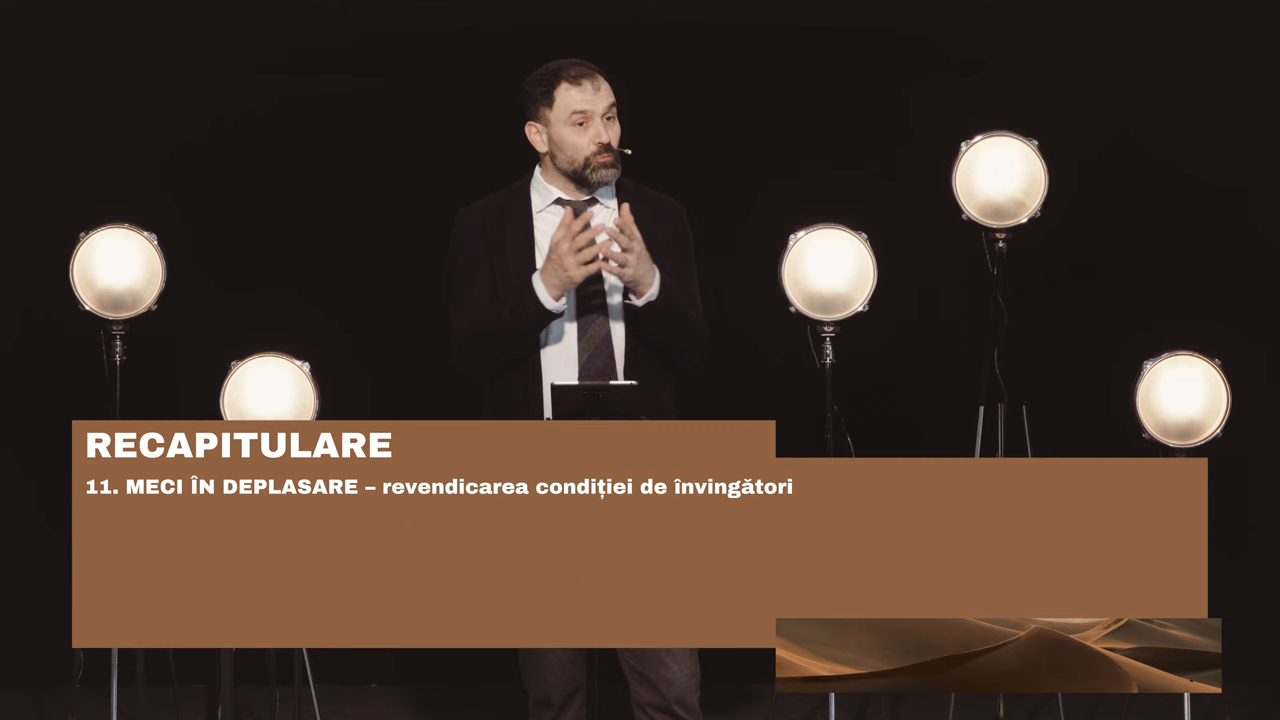 RECAPITULARE
11. MECI ÎN DEPLASARE – revendicarea condiției de învingători